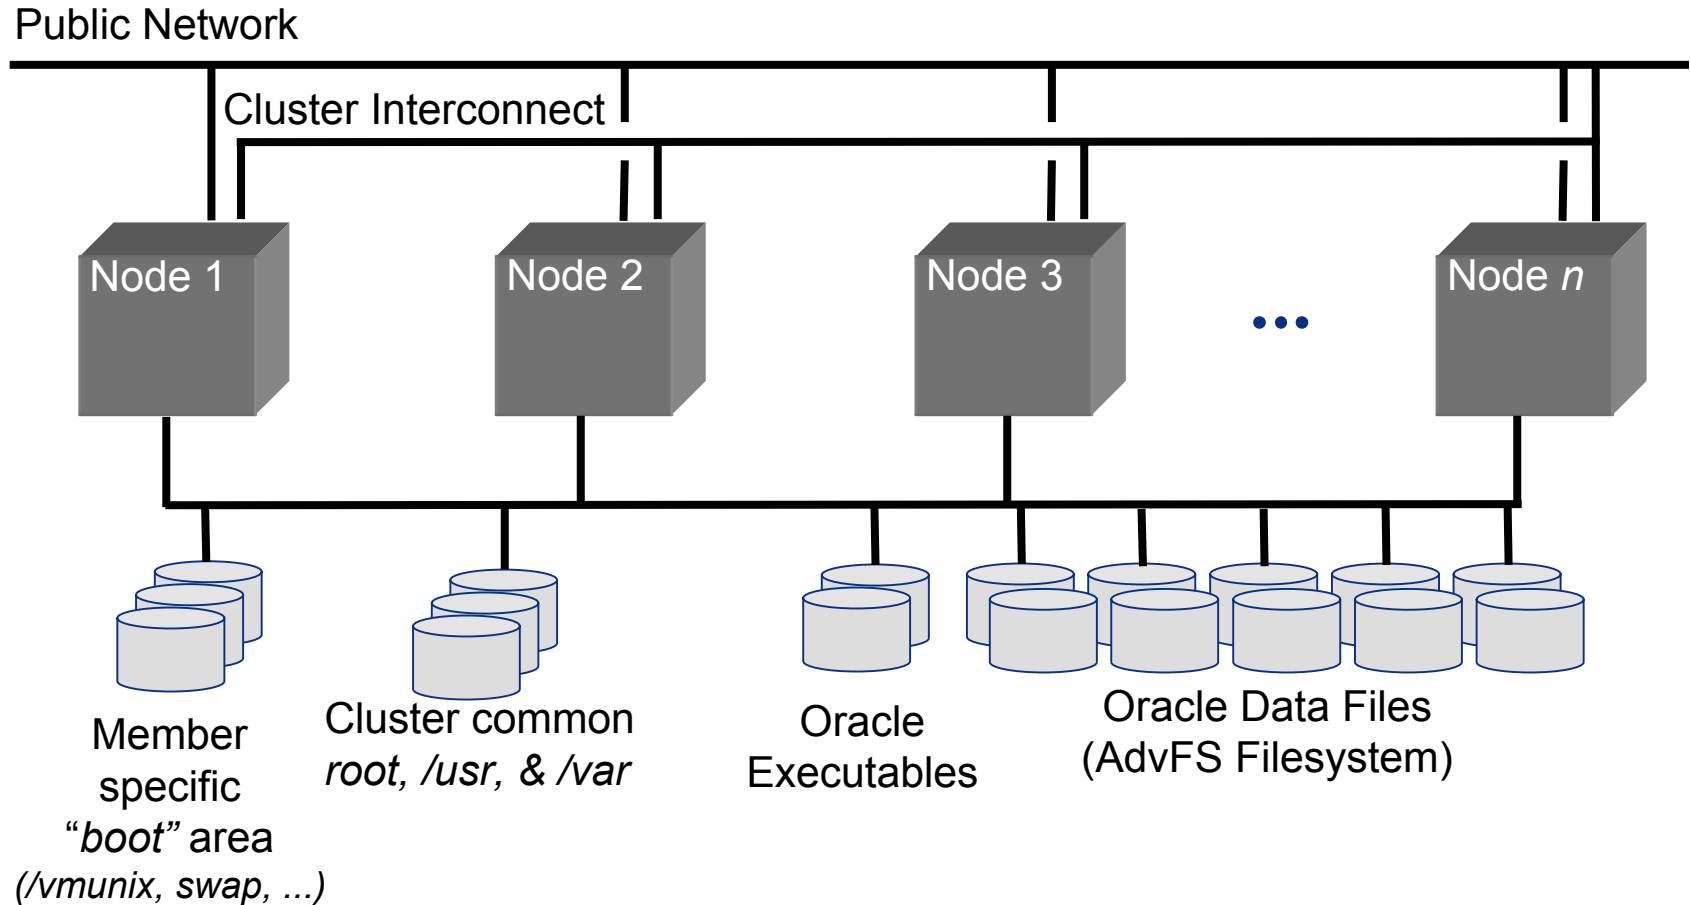 Public Network
Cluster Interconnect
Node 1
Node 2
Node 3
Node n
Member
specific
“boot” area
(/vmunix, swap, ...)
Cluster common
root, /usr, & /var
Oracle
Executables
Oracle Data Files
(AdvFS Filesystem)